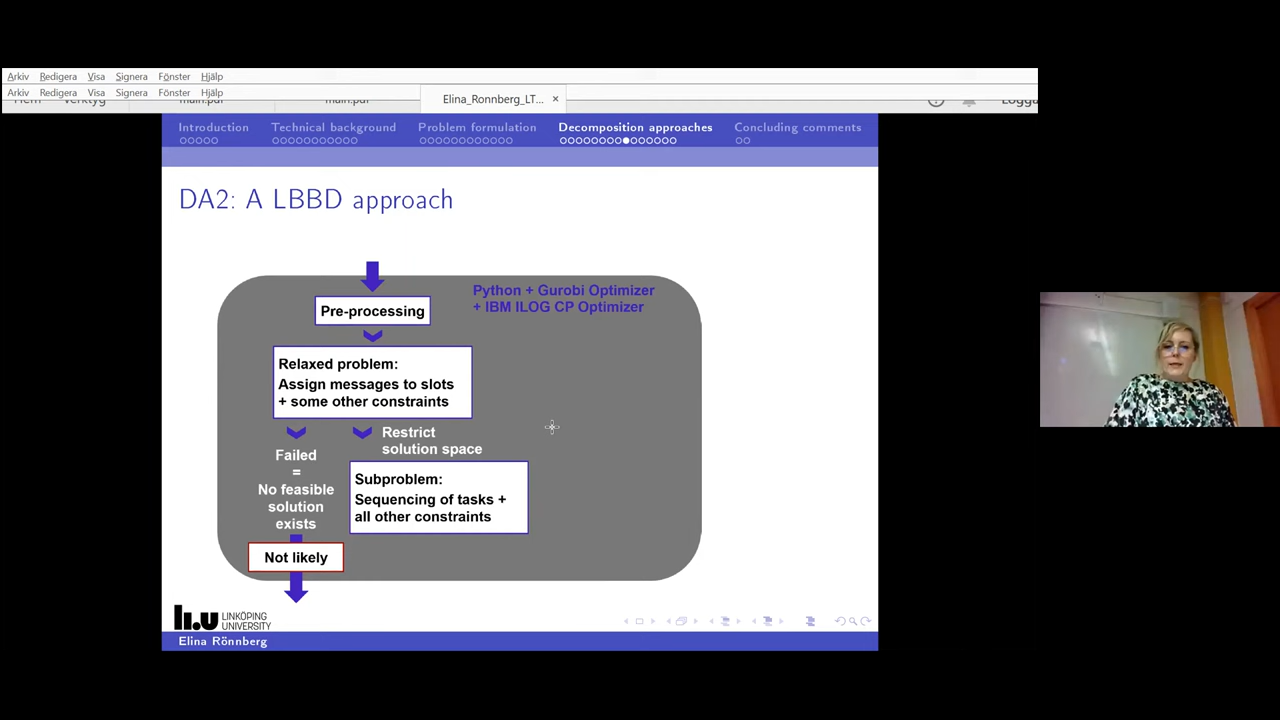 Arkiv Redigera Visa Signera Fönster Hjälp
Arkiv Redigera Visa Signera Fönster Hjälp
Elina_Ronnberg_LT... ×
Introduction Technical background Problem formulation Decomposition approaches Concluding comments
DA2: A LBBD approach
Python + Gurobi Optimizer
+ IBM ILOG CP Optimizer
Pre-processing
Relaxed problem:
Assign messages to slots
+ some other constraints
Restrict
solution space
Failed
=
No feasible
solution
exists
Subproblem:
Sequencing of tasks +
all other constraints
Not likely
li.u LINKÖPING
UNIVERSITY
Elina Rönnberg